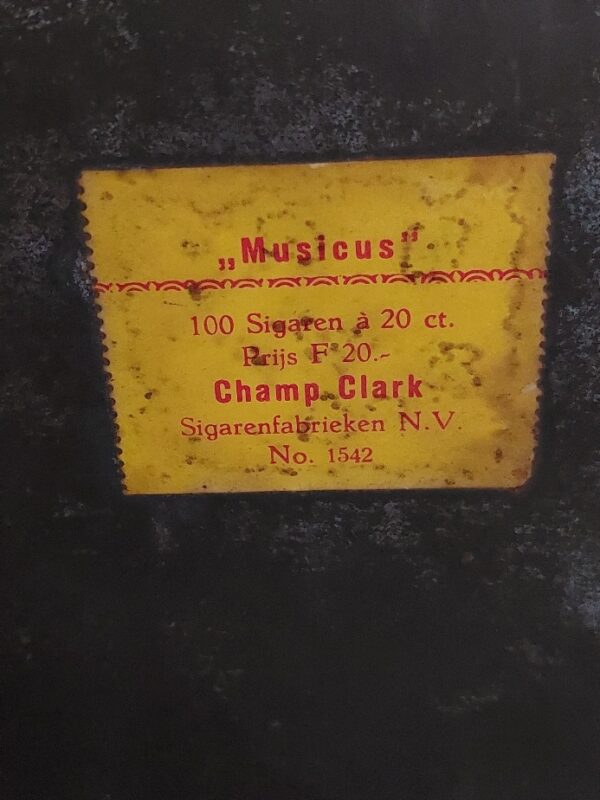 „Musicus”
100 Sigaren à 20 ct.
Prijs F 20.-
Champ Clark
Sigarenfabrieken N.V.
No. 1542